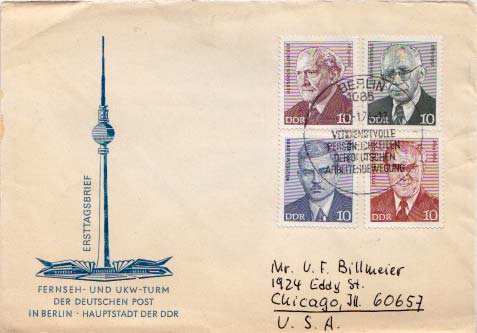 ERSTTAGSBRIEF
FERNSEH- UND UKW-TURM
DER DEUTSCHEN POST
IN BERLIN · HAUPTSTADT DER DDR
DDR 10
DDR 10
DDR 10
DDR 10
BERLIN
1085
VERDIENSTVOLLE
PERSÖNLICHKEITEN
DER DEUTSCHEN
ARBEITERBEWEGUNG
Mr. U. F. Billmeier
1924 Eddy St.
Chicago, Ill. 60657
U. S. A.